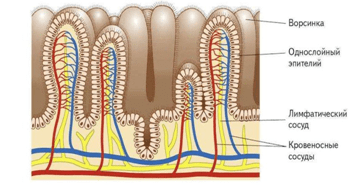 Ворсинка
Однослойный
эпителий
Лимфатический
сосуд
Кровеносные
сосуды